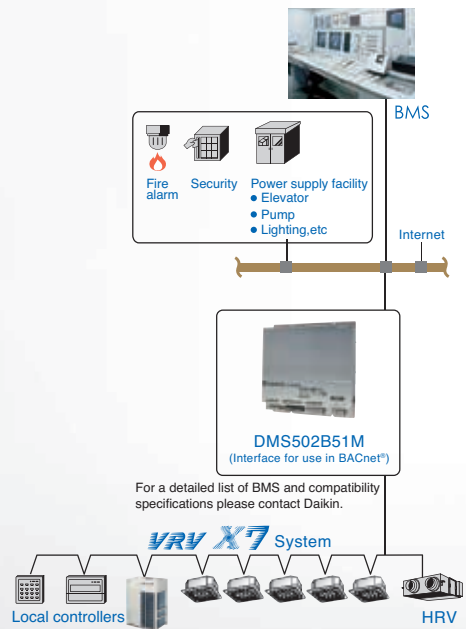 BMS
Fire
alarm
Security
Power supply facility
● Elevator
● Pump
● Lighting,etc
Internet
DMS502B51M
(Interface for use in BACnet®)
For a detailed list of BMS and compatibility
specifications please contact Daikin.
VRV X7 System
Local controllers
HRV